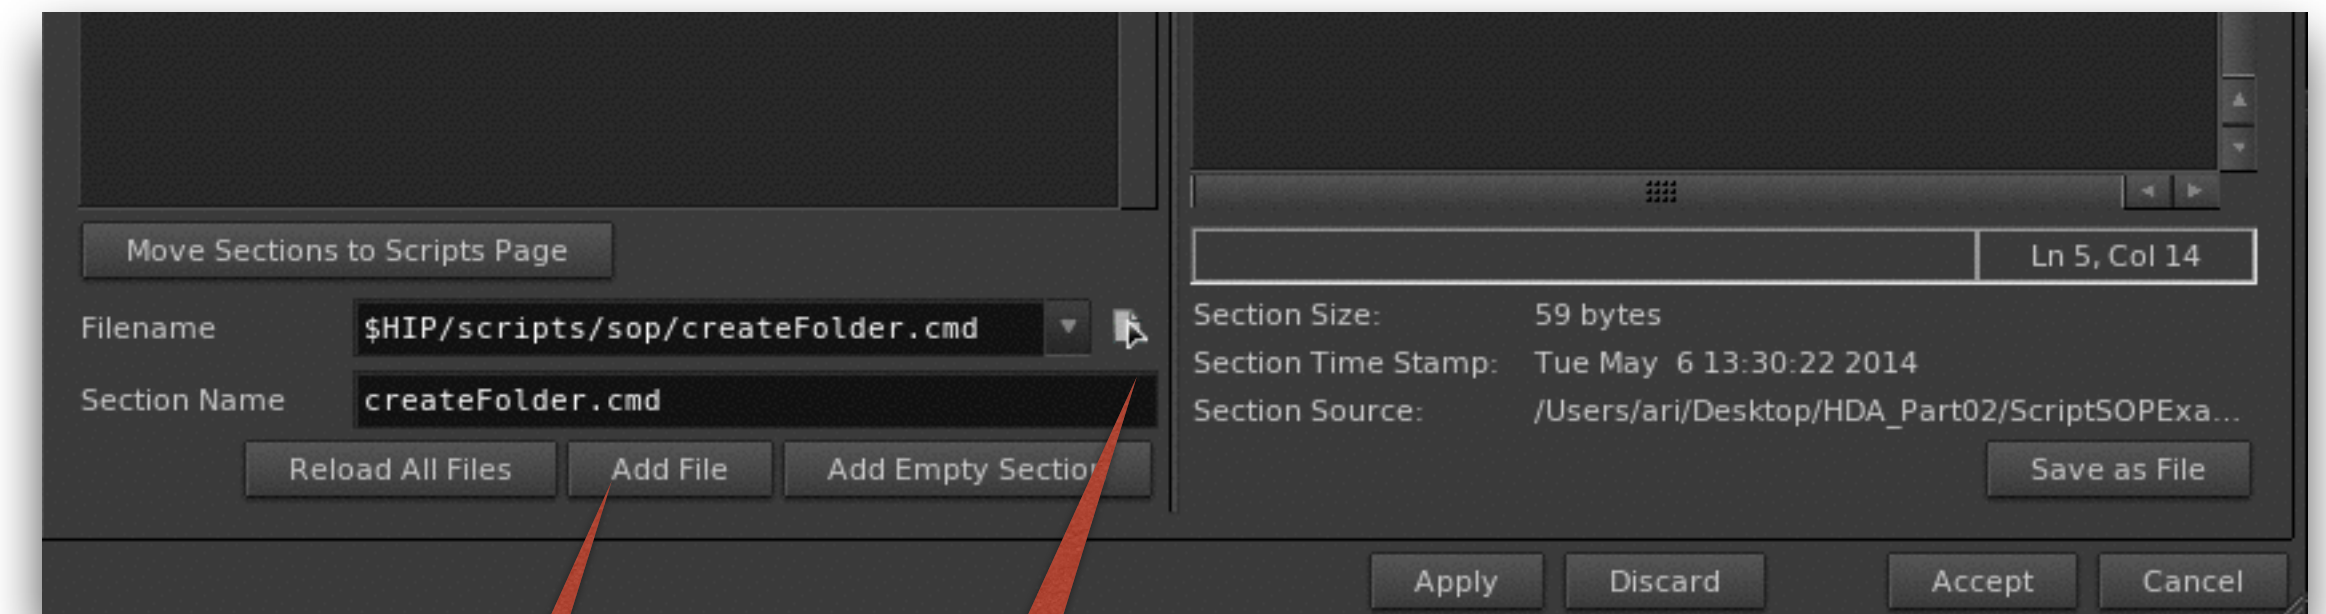 Move Sections to Scripts Page
Filename
$HIP/scripts/sop/createFolder.cmd
Section Name
createFolder.cmd
Reload All Files
Add File
Add Empty Section
Ln 5, Col 14
Section Size: 59 bytes
Section Time Stamp: Tue May  6 13:30:22 2014
Section Source: /Users/ari/Desktop/HDA_Part02/ScriptSOPExa...
Save as File
Apply
Discard
Accept
Cancel